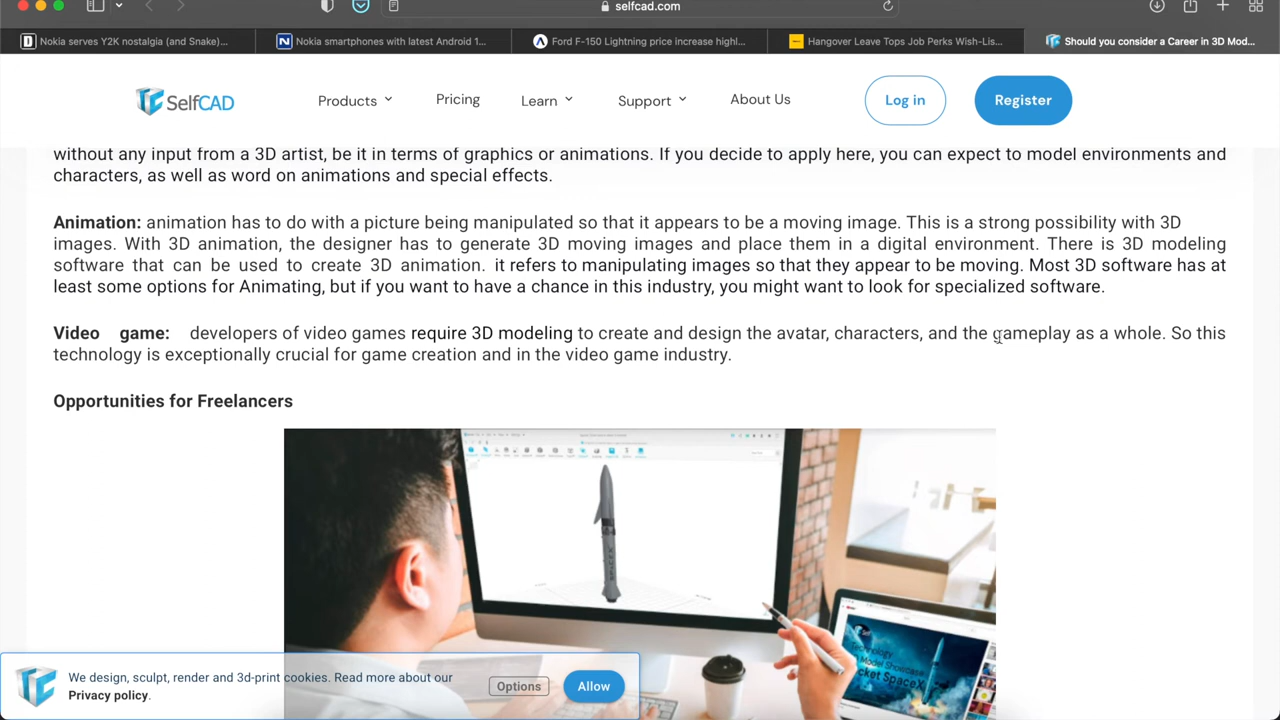 selfcad.com
Nokia serves Y2K nostalgia (and Snake)...
Nokia smartphones with latest Android 1...
Ford F-150 Lightning price increase highl...
Hangover Leave Tops Job Perks Wish-Lis...
Should you consider a Career in 3D Mod...
SelfCAD
Products
Pricing
Learn
Support
About Us
Log in
Register
without any input from a 3D artist, be it in terms of graphics or animations. If you decide to apply here, you can expect to model environments and
characters, as well as word on animations and special effects.
Animation: animation has to do with a picture being manipulated so that it appears to be a moving image. This is a strong possibility with 3D
images. With 3D animation, the designer has to generate 3D moving images and place them in a digital environment. There is 3D modeling
software that can be used to create 3D animation. it refers to manipulating images so that they appear to be moving. Most 3D software has at
least some options for Animating, but if you want to have a chance in this industry, you might want to look for specialized software.
Video game: developers of video games require 3D modeling to create and design the avatar, characters, and the gameplay as a whole. So this
technology is exceptionally crucial for game creation and in the video game industry.
Opportunities for Freelancers
SPACEX
Technology
Model Showcase
cket SpaceX
We design, sculpt, render and 3d-print cookies. Read more about our
Privacy policy.
Options
Allow